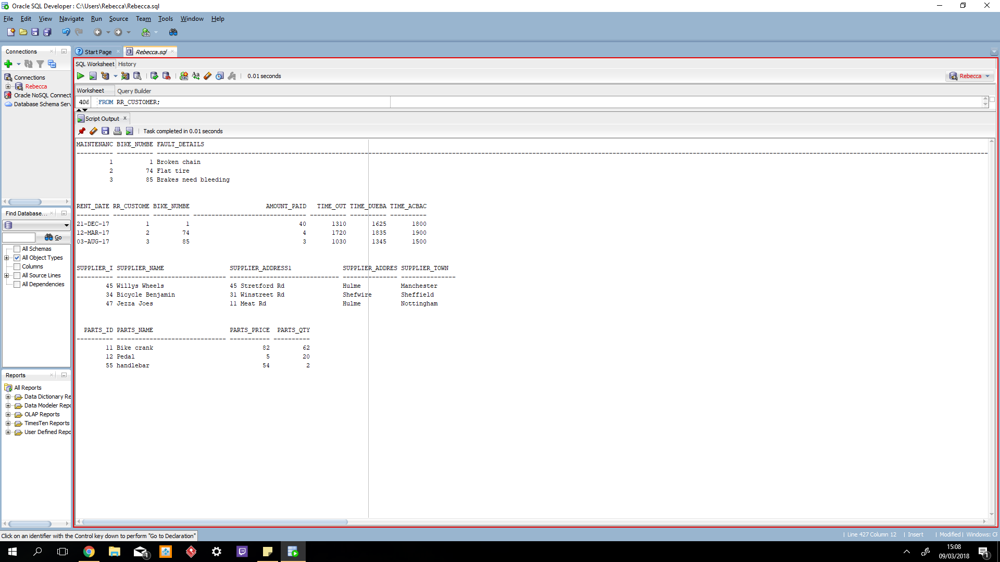 Oracle SQL Developer : C:\Users\Rebecca\Rebecca.sql
File Edit View Navigate Run Source Team Tools Window Help
Connections
Connections
Rebecca
Oracle NoSQL Connect
Database Schema Serv
Find Database...
Go
All Schemas
All Object Types
Columns
All Source Lines
All Dependencies
Reports
All Reports
Data Dictionary Re
Data Modeler Repo
OLAP Reports
TimesTen Reports
User Defined Repo
Start Page Rebecca.sql
SQL Worksheet History
0.01 seconds
Rebecca
Worksheet Query Builder
406 FROM RR_CUSTOMER;
Script Output
Task completed in 0.01 seconds
MAINTENANC BIKE_NUMBE FAULT_DETAILS
1 1 Broken chain
2 74 Flat tire
3 85 Brakes need bleeding
RENT_DATE RR_CUSTOME BIKE_NUMBE AMOUNT_PAID TIME_OUT TIME_DUEBA TIME_ACBAC
21-DEC-17 1 1 40 1310 1625 1800
12-MAR-17 2 74 4 1720 1835 1900
03-AUG-17 3 85 3 1030 1345 1500
SUPPLIER_I SUPPLIER_NAME SUPPLIER_ADDRESS1 SUPPLIER_ADDRES SUPPLIER_TOWN
45 Willys Wheels 45 Stretford Rd Hulme Manchester
34 Bicycle Benjamin 31 Winstreet Rd Shefwire Sheffield
47 Jezza Joes 11 Meat Rd Hulme Nottingham
PARTS_ID PARTS_NAME PARTS_PRICE PARTS_QTY
11 Bike crank 82 62
12 Pedal 5 20
55 handlebar 54 2
Click on an identifier with the Control key down to perform "Go to Declaration"
Line 427 Column 12 Insert Modified Windows: CF
15:08
09/03/2018